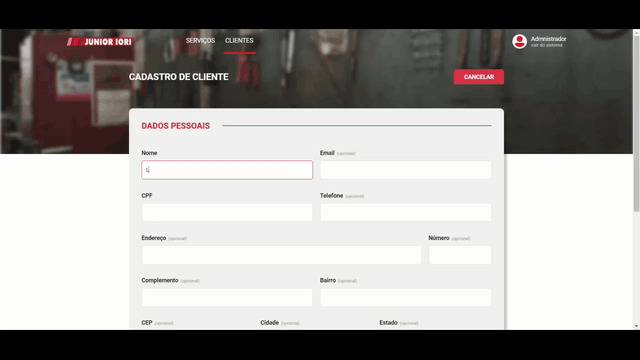 JUNIOR IORI
SERVIÇOS CLIENTES
Administrador
sair do sistema
CADASTRO DE CLIENTE
CANCELAR
DADOS PESSOAIS
Nome
Email (opcional)
CPF
Telefone (opcional)
Endereço (opcional)
Número (opcional)
Complemento (opcional)
Bairro (opcional)
CEP (opcional)
Cidade (opcional)
Estado (opcional)